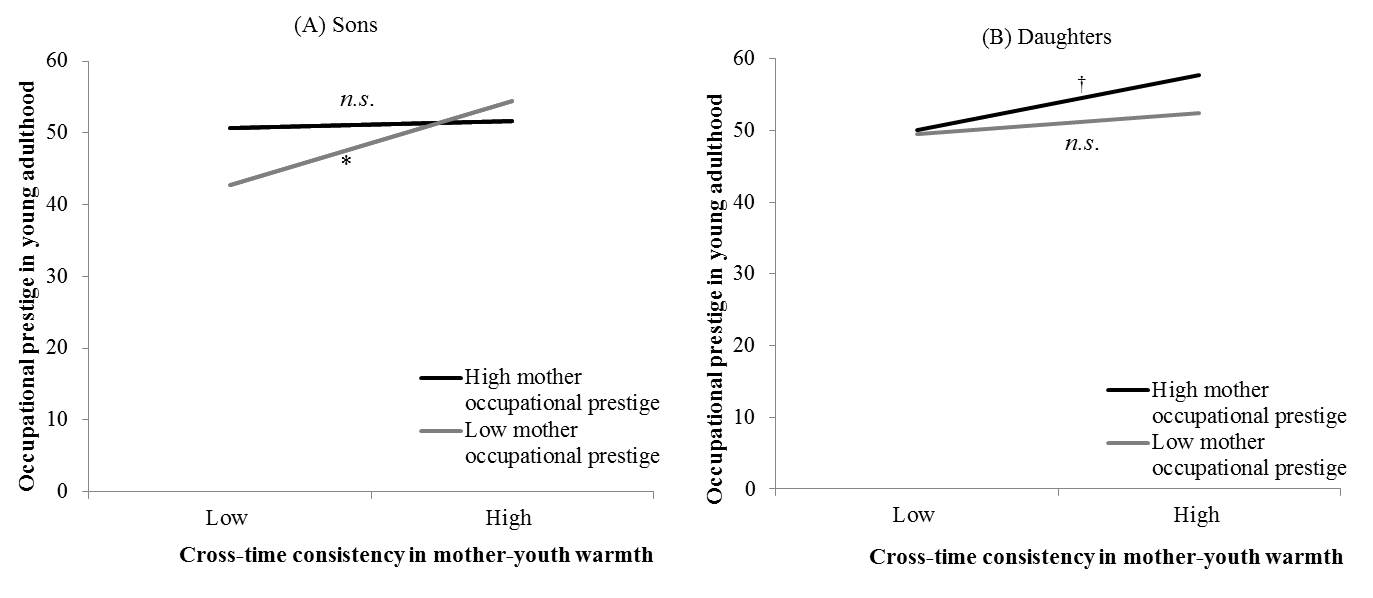 (A) Sons
Occupational prestige in young adulthood
60
50
40
30
20
10
0
n.s.
*
High mother
occupational prestige
Low mother
occupational prestige
Low
High
Cross-time consistency in mother-youth warmth
(B) Daughters
Occupational prestige in young adulthood
60
50
40
30
20
10
0
†
n.s.
High mother
occupational prestige
Low mother
occupational prestige
Low
High
Cross-time consistency in mother-youth warmth